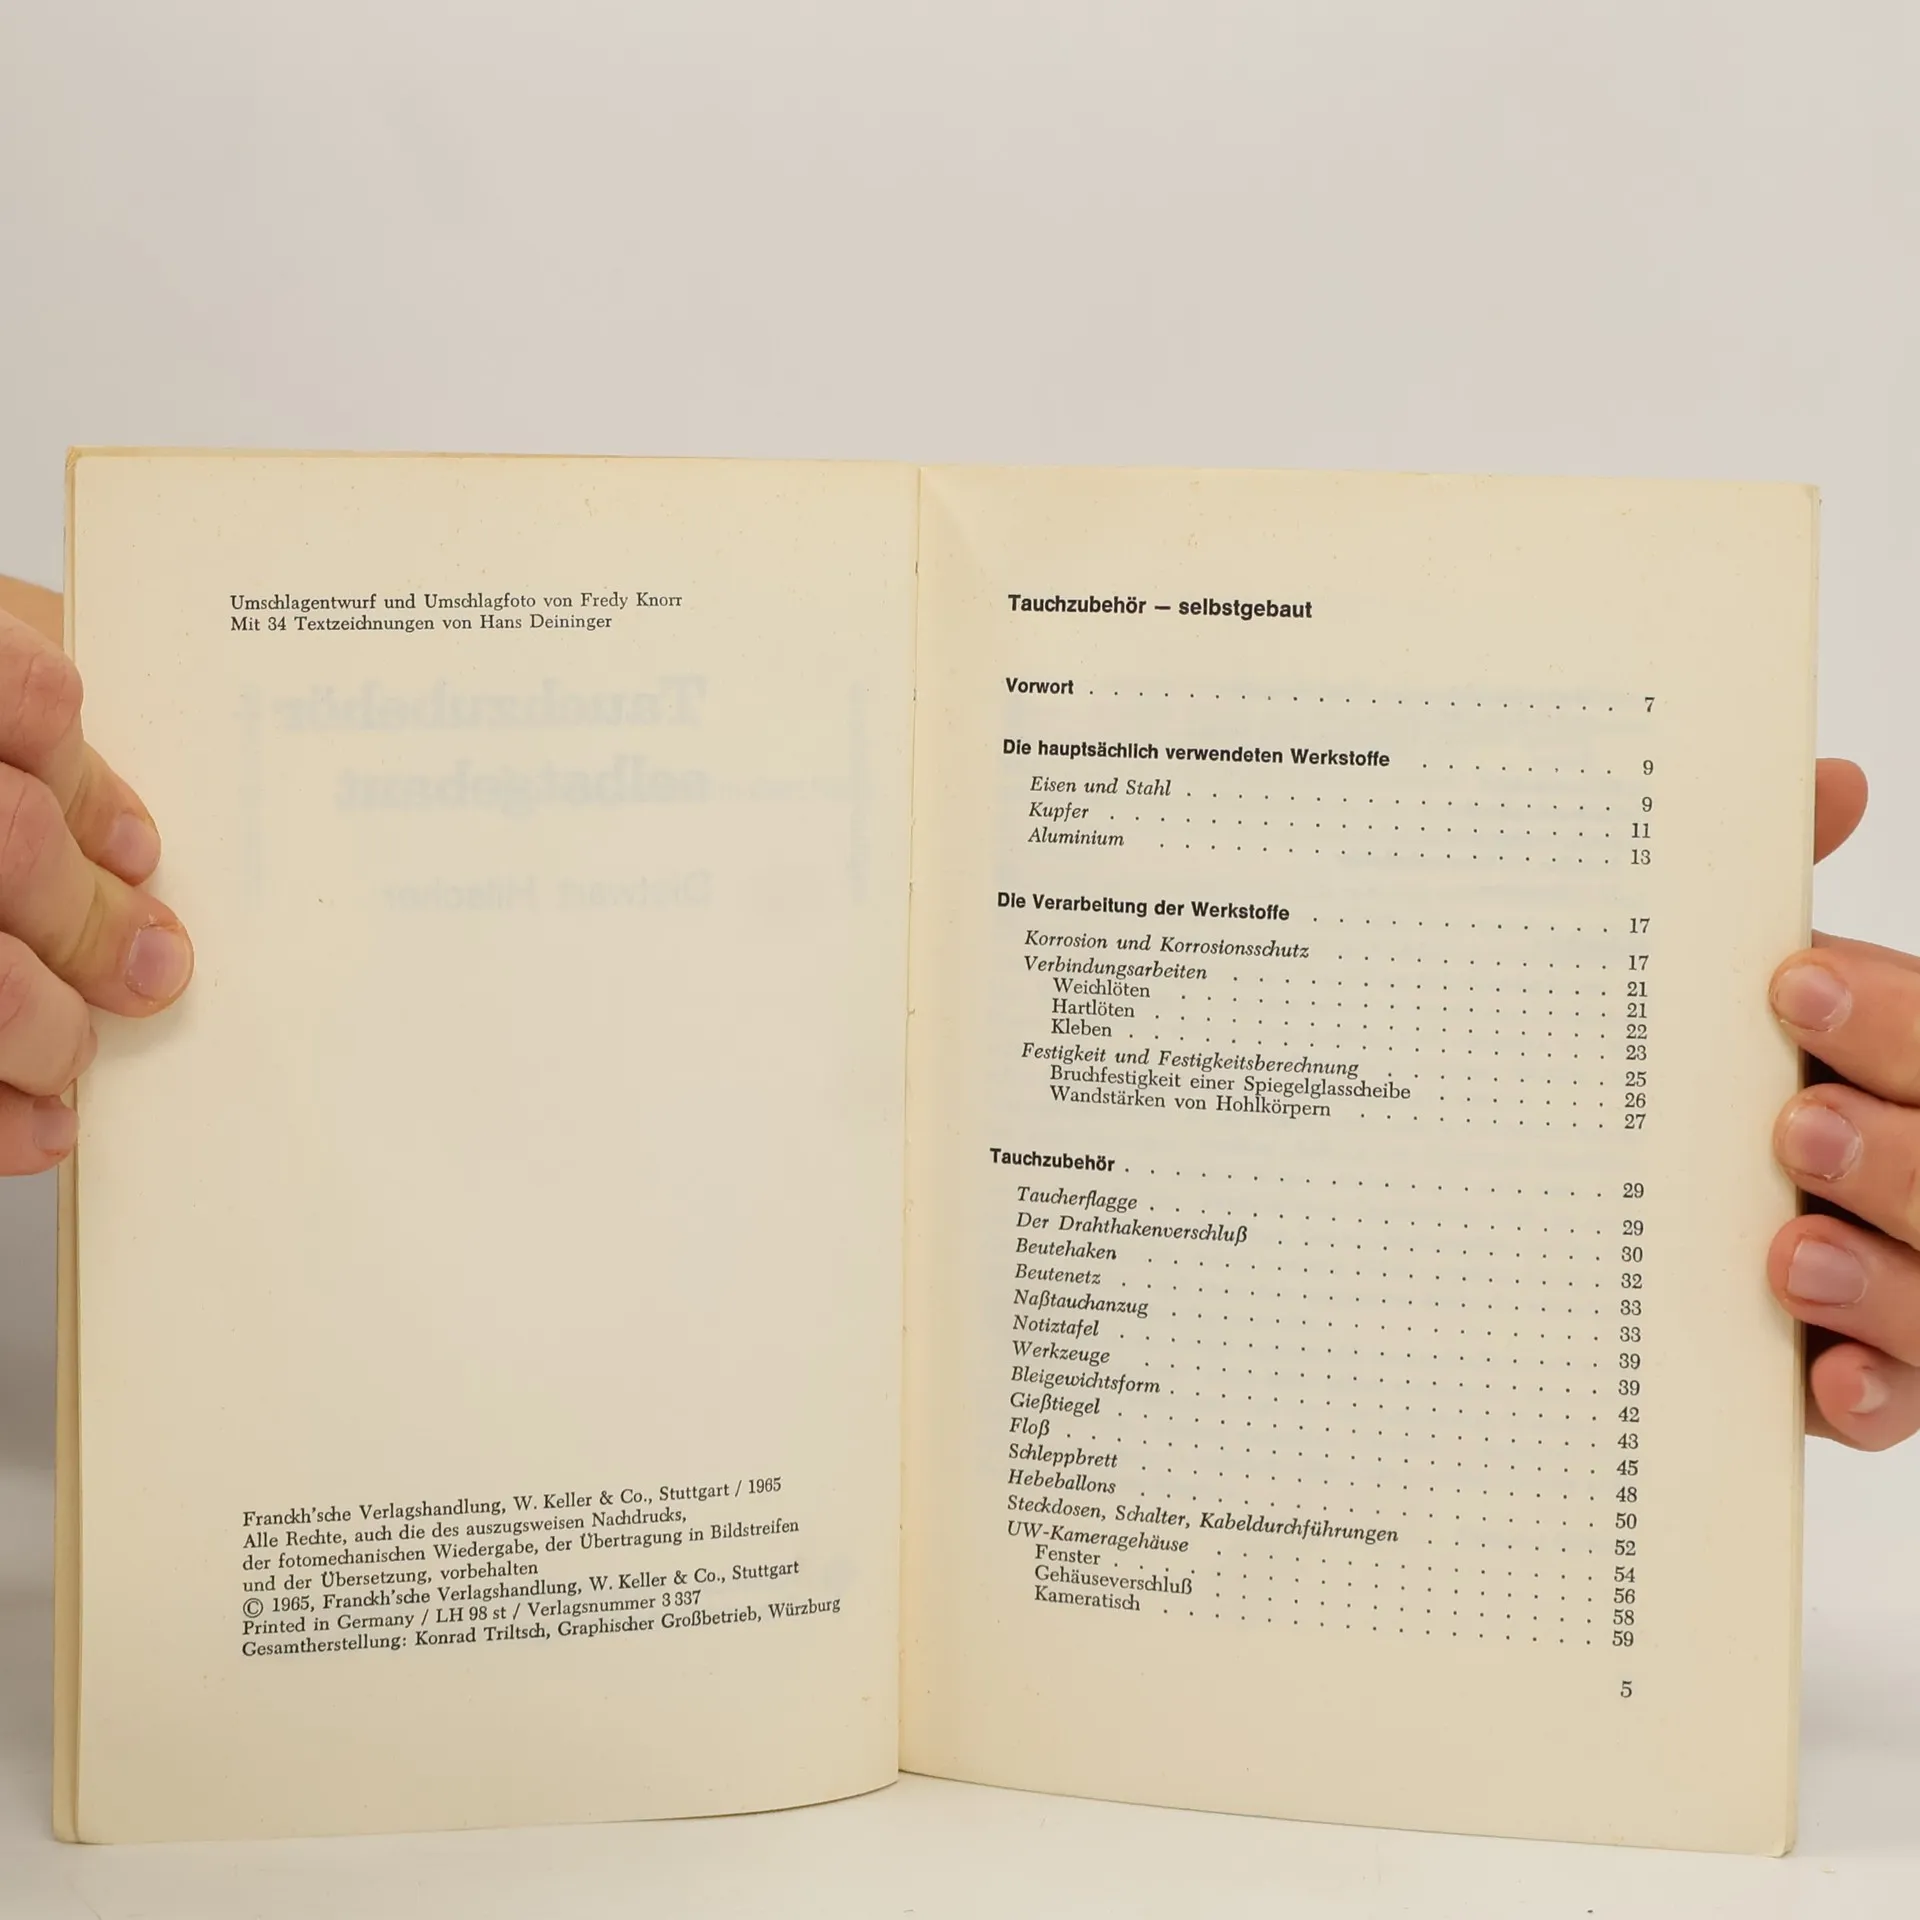 Umschlagentwurf und Umschlagfoto von Fredy Knorr
Mit 34 Textzeichnungen von Hans Deininger
Franckh'sche Verlagshandlung, W. Keller & Co., Stuttgart / 1965
Alle Rechte, auch die des auszugsweisen Nachdrucks,
der fotomechanischen Wiedergabe, der Übertragung in Bildstreifen
und der Übersetzung, vorbehalten
© 1965, Franckh'sche Verlagshandlung, W. Keller & Co., Stuttgart
Printed in Germany / LH 98 st / Verlagsnummer 3 337
Gesamtherstellung: Konrad Triltsch, Graphischer Großbetrieb, Würzburg
Tauchzubehör — selbstgebaut
Vorwort 7
Die hauptsächlich verwendeten Werkstoffe 9
Eisen und Stahl 9
Kupfer 11
Aluminium 13
Die Verarbeitung der Werkstoffe 17
Korrosion und Korrosionsschutz 17
Verbindungsarbeiten 21
Weichlöten 21
Hartlöten 22
Kleben 23
Festigkeit und Festigkeitsberechnung 25
Bruchfestigkeit einer Spiegelglasscheibe 26
Wandstärken von Hohlkörpern 27
Tauchzubehör 29
Taucherflagge 29
Der Drahthakenverschluß 30
Beutehaken 32
Beutenetz 33
Naßtauchanzug 33
Notiztafel 39
Werkzeuge 39
Bleigewichtsform 42
Gießtiegel 43
Floß 45
Schleppbrett 48
Hebeballons 50
Steckdosen, Schalter, Kabeldurchführungen 52
UW-Kameragehäuse 54
Fenster 56
Gehäuseverschluß 58
Kameratisch 59
5